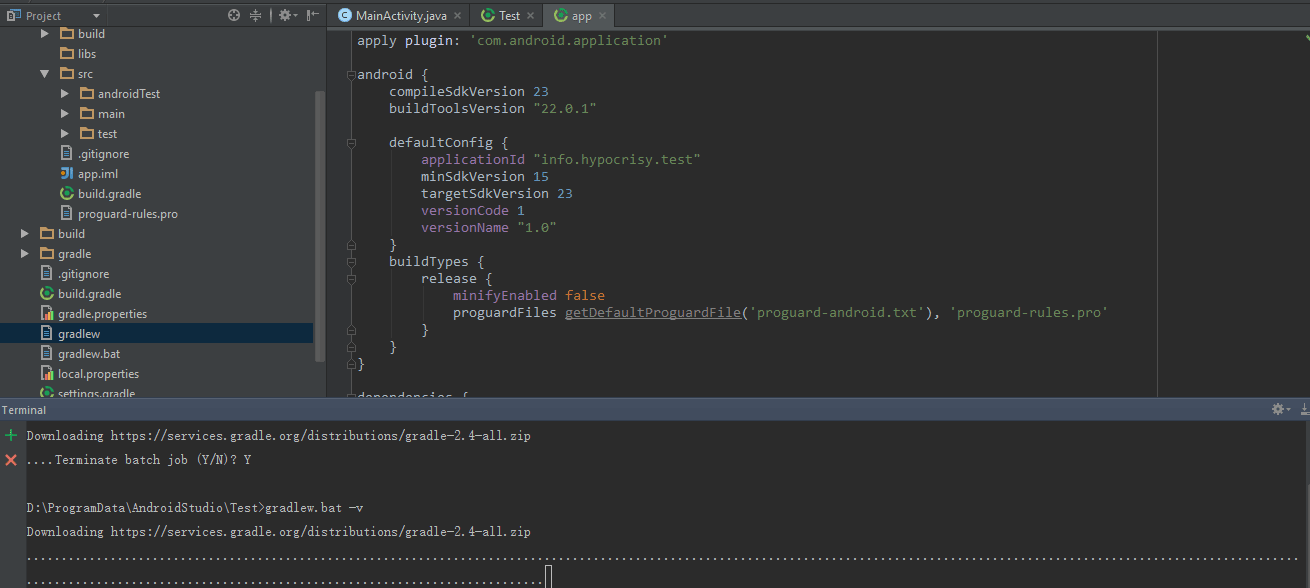 Project
MainActivity.java
Test
app
build
libs
src
androidTest
main
test
.gitignore
app.iml
build.gradle
proguard-rules.pro
build
gradle
.gitignore
build.gradle
gradle.properties
gradlew
gradlew.bat
local.properties
settings.gradle
apply plugin: 'com.android.application'
android {
compileSdkVersion 23
buildToolsVersion "22.0.1"
defaultConfig {
applicationId "info.hypocrisy.test"
minSdkVersion 15
targetSdkVersion 23
versionCode 1
versionName "1.0"
}
buildTypes {
release {
minifyEnabled false
proguardFiles getDefaultProguardFile('proguard-android.txt'), 'proguard-rules.pro'
}
}
}
dependencies {
Terminal
Downloading https://services.gradle.org/distributions/gradle-2.4-all.zip
....Terminate batch job (Y/N)? Y
D:\ProgramData\AndroidStudio\Test>gradlew.bat -v
Downloading https://services.gradle.org/distributions/gradle-2.4-all.zip